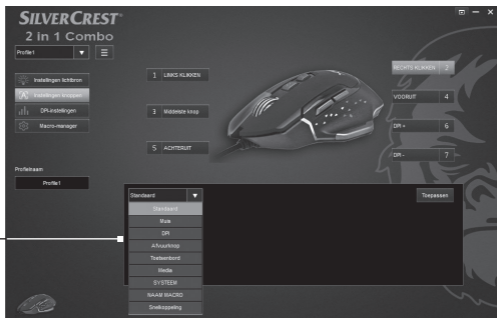 SILVERCREST®
2 in 1 Combo
Profile1
Instellingen lichtbron
Instellingen knoppen
DPI-instellingen
Macro-manager
Profielnaam
Profile1
1 LINKS KLIKKEN
3 Middelste knop
5 ACHTERUIT
RECHTS KLIKKEN 2
VOORUIT 4
DPI + 6
DPI - 7
Standaard
Toepassen
Standaard
Muis
DPI
Afvuurknop
Toetsenbord
Media
SYSTEEM
NAAM MACRO
Snelkoppeling